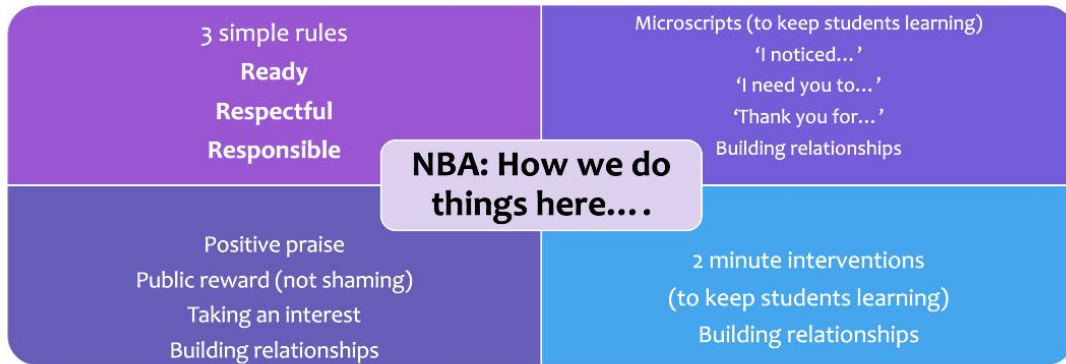 3 simple rules
Ready
Respectful
Responsible
Microscripts (to keep students learning)
‘I noticed…’
‘I need you to…’
‘Thank you for…’
Building relationships
NBA: How we do
things here….
Positive praise
Public reward (not shaming)
Taking an interest
Building relationships
2 minute interventions
(to keep students learning)
Building relationships